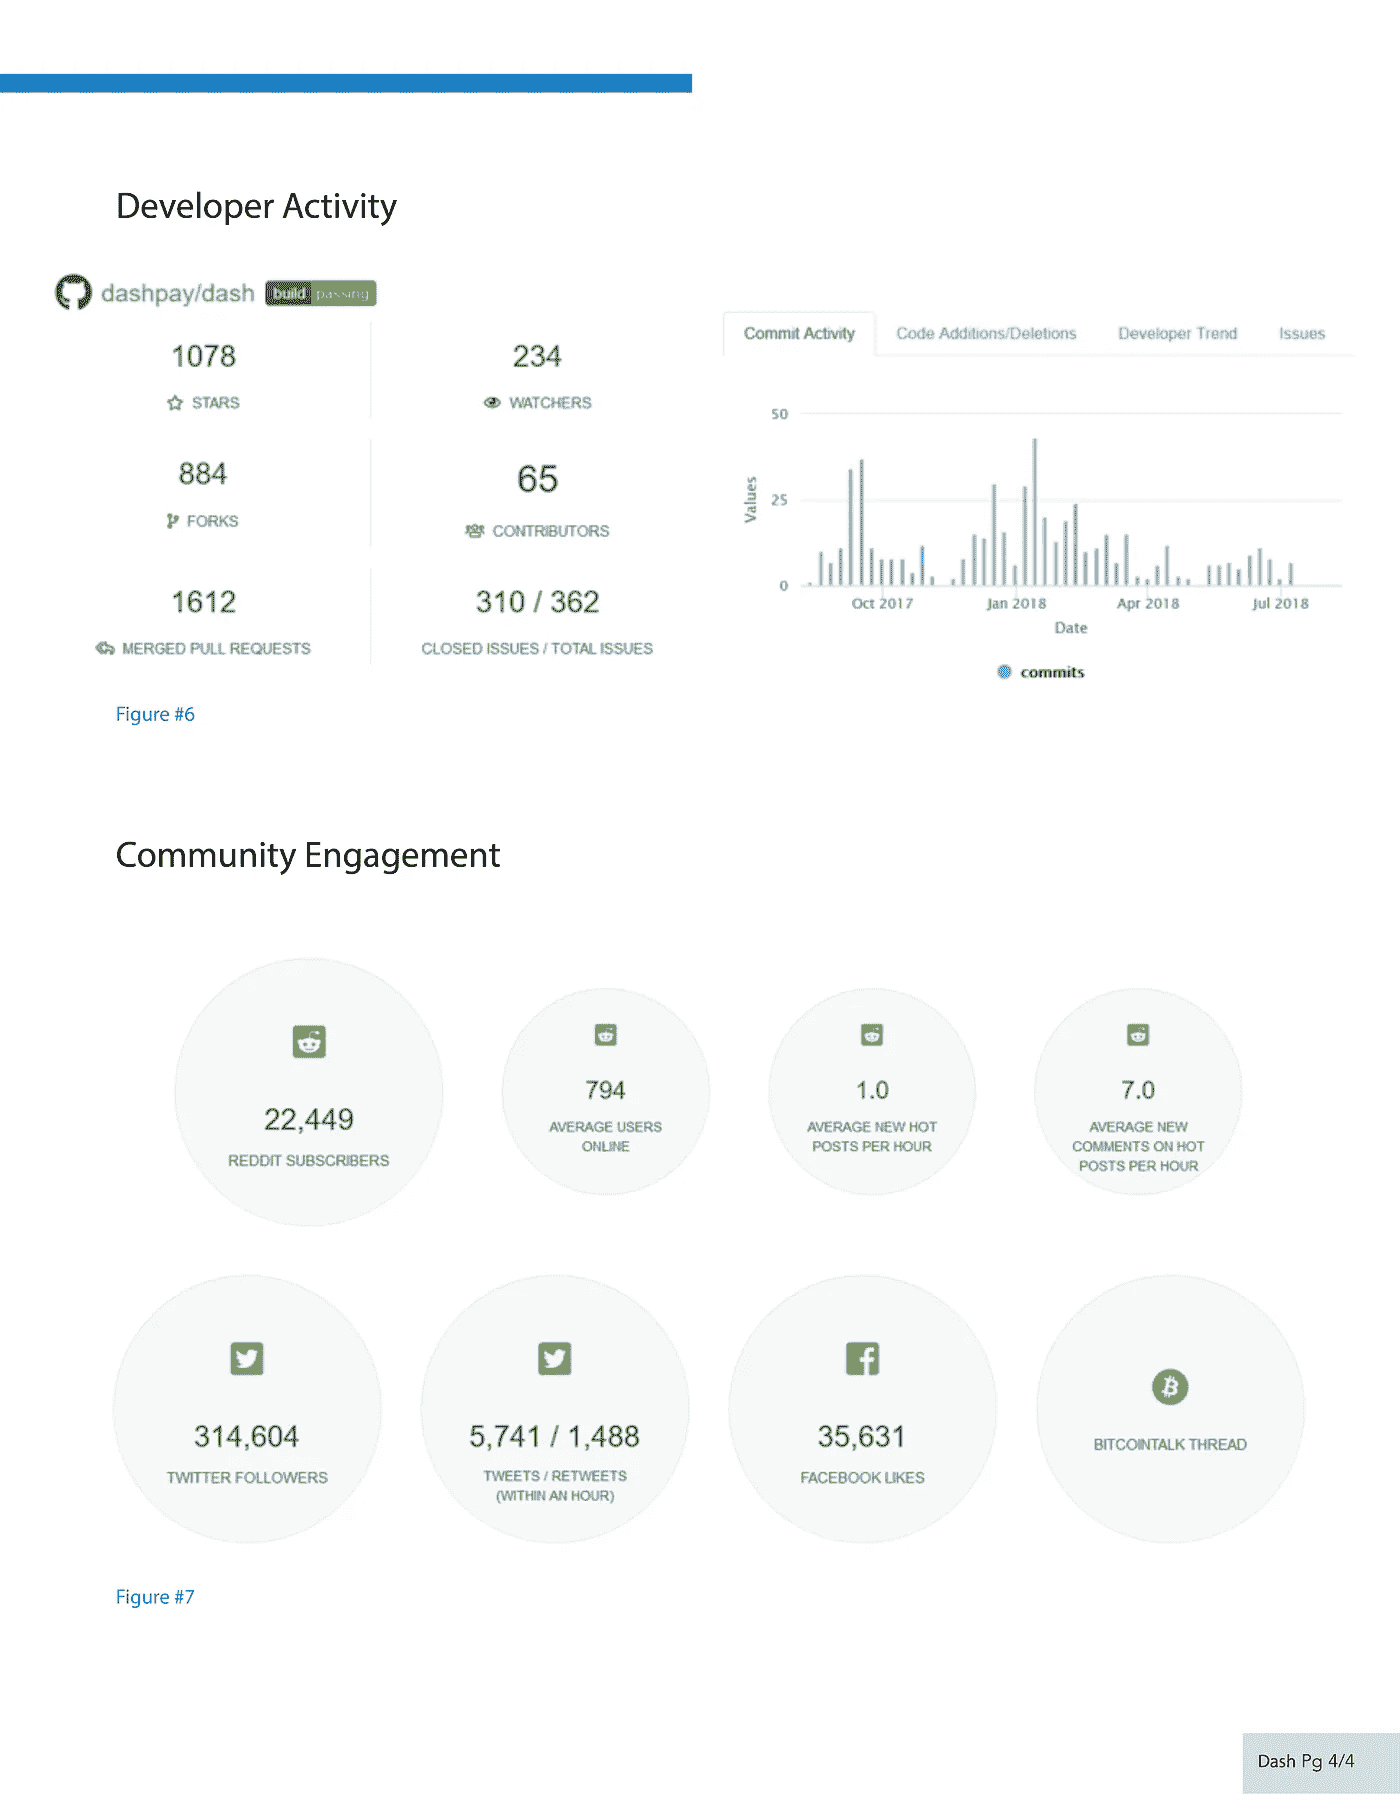 Developer Activity
dashpay/dash build passing
1078
STARS
234
WATCHERS
884
FORKS
65
CONTRIBUTORS
1612
MERGED PULL REQUESTS
310 / 362
CLOSED ISSUES / TOTAL ISSUES
Commit Activity Code Additions/Deletions Developer Trend Issues
50
25
0
Values
Oct 2017 Jan 2018 Apr 2018 Jul 2018
Date
commits
Figure #6
Community Engagement
22,449
REDDIT SUBSCRIBERS
794
AVERAGE USERS
ONLINE
1.0
AVERAGE NEW HOT
POSTS PER HOUR
7.0
AVERAGE NEW
COMMENTS ON HOT
POSTS PER HOUR
314,604
TWITTER FOLLOWERS
5,741 / 1,488
TWEETS / RETWEETS
(WITHIN AN HOUR)
35,631
FACEBOOK LIKES
BITCOINTALK THREAD
Figure #7
Dash Pg 4/4